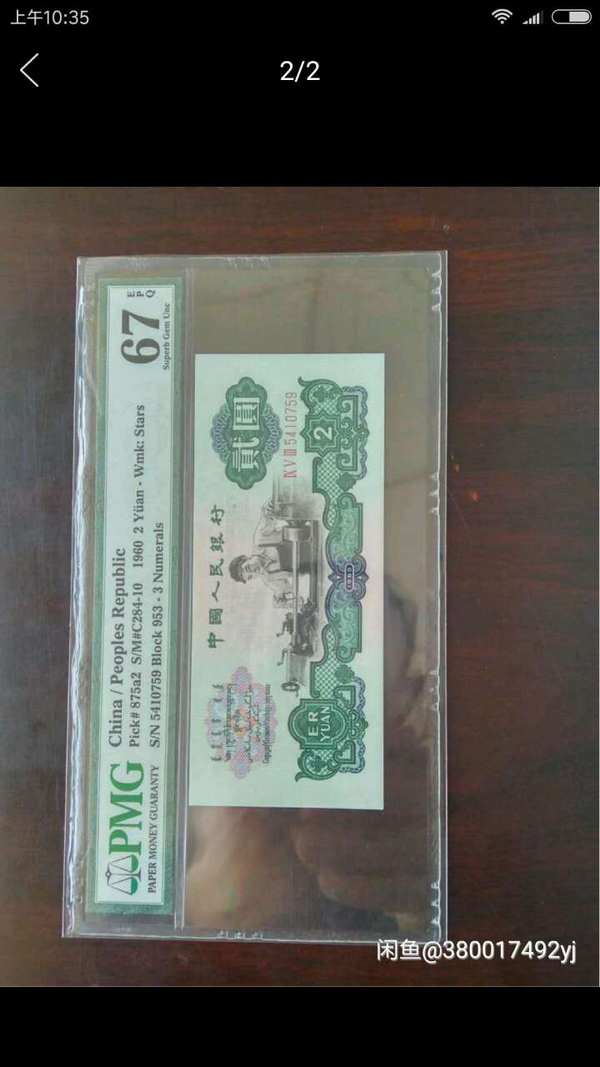 上午10:35
2/2
PMG
PAPER MONEY GUARANTY
China / Peoples Republic
Pick# 875a2 S/M#C284-10 1960 2 Yüan - Wmk: Stars
S/N 5410759 Block 953 - 3 Numerals
67
EPQ
Superb Gem Unc
中國人民銀行
貳圓
ⅨⅤⅢ 5410759
2
ER
YUAN
闲鱼@380017492yj